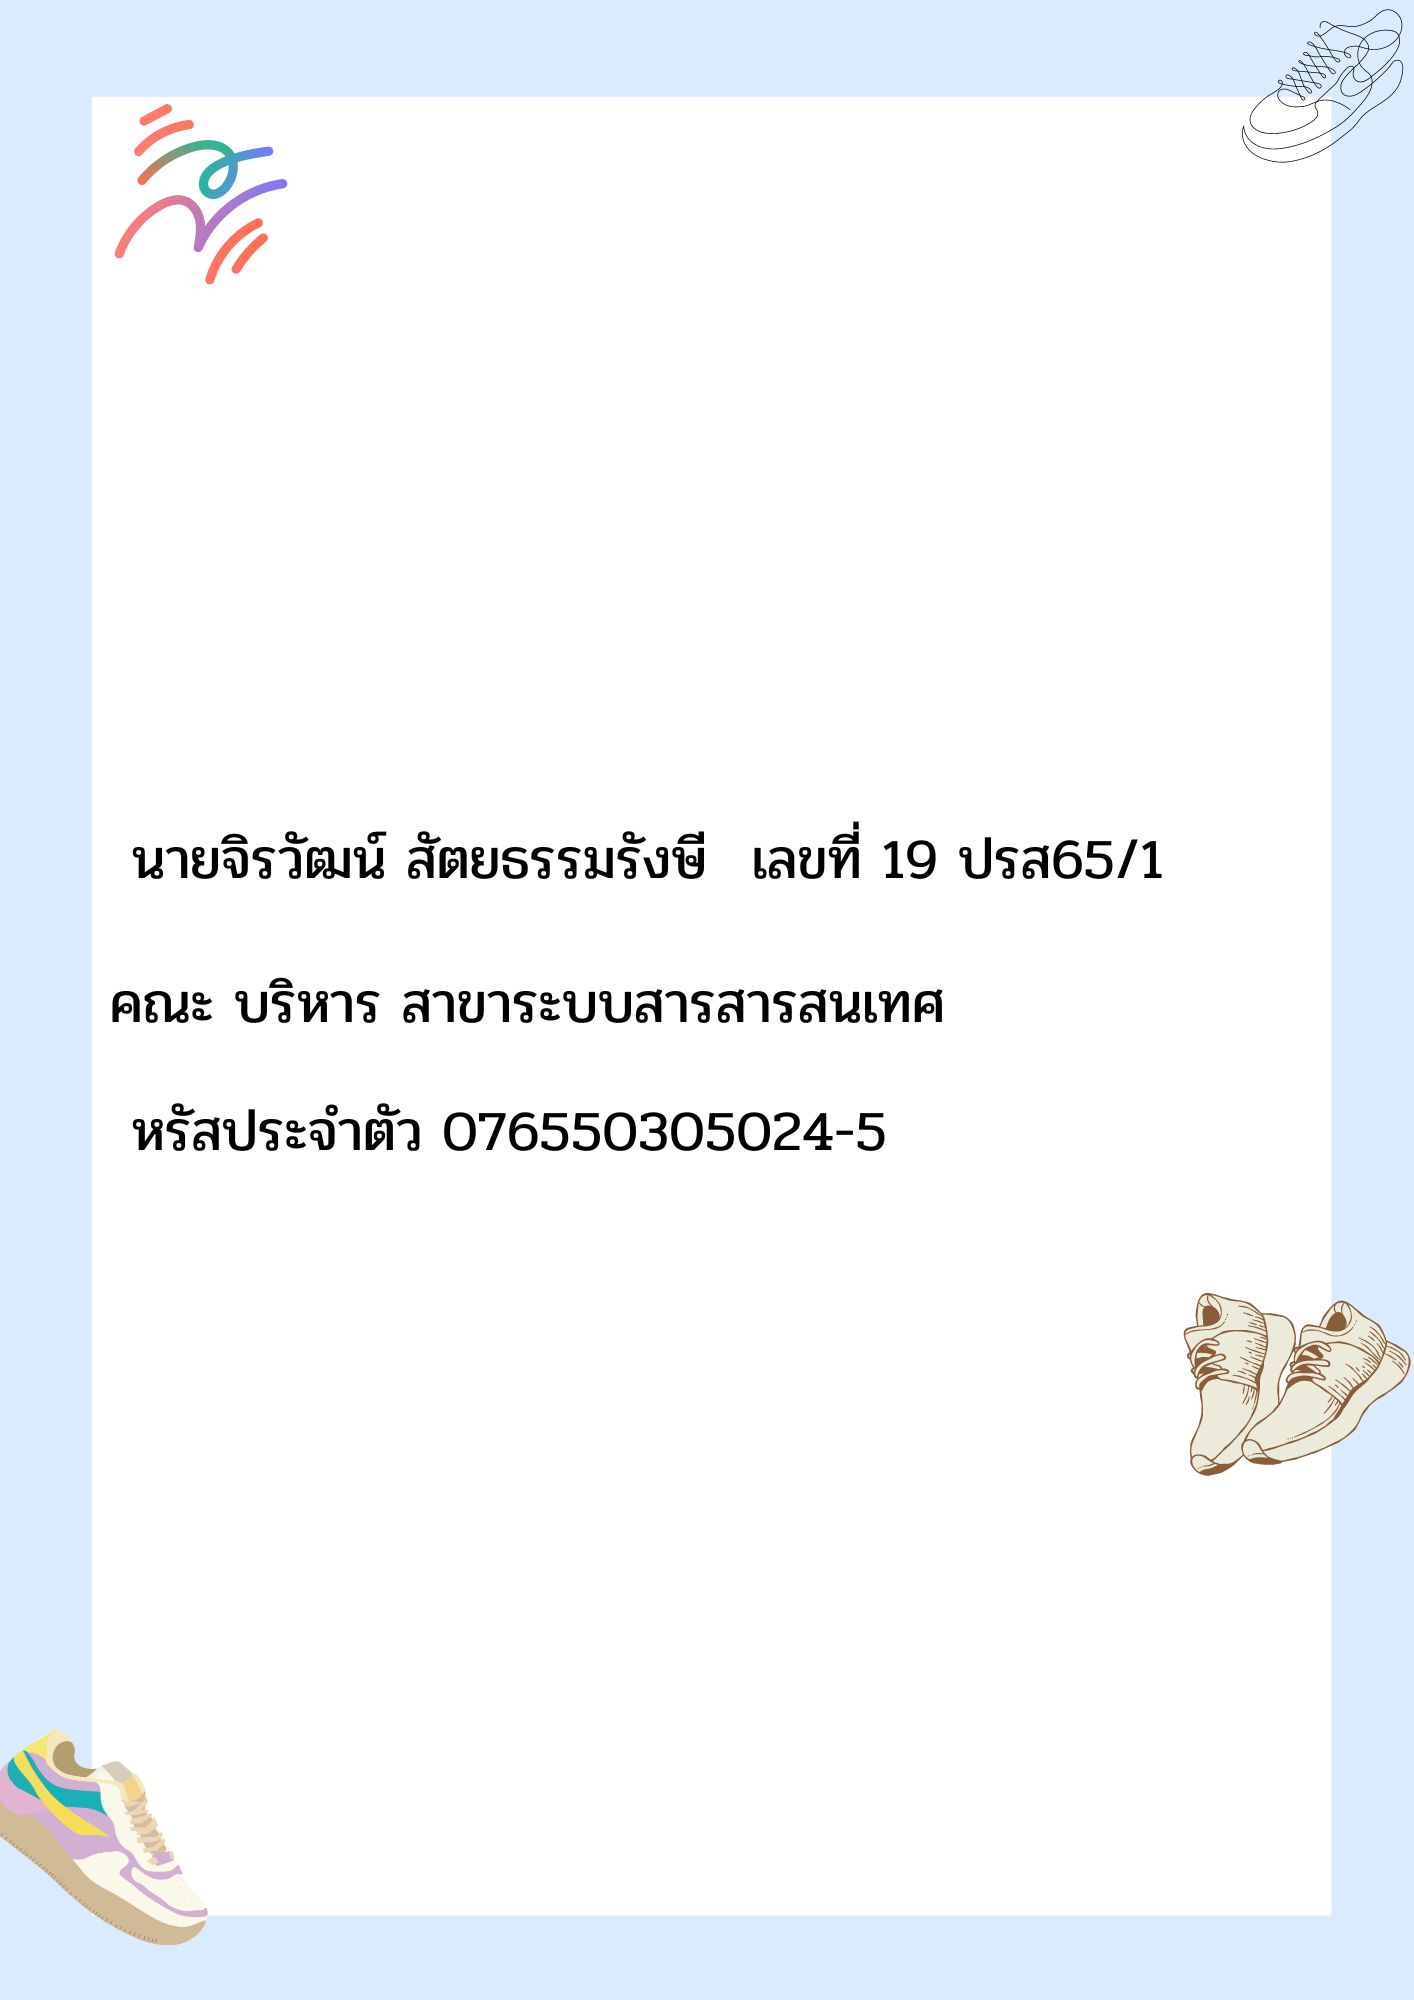 นายจิรวัฒน์ สัตยธรรมรังษี เลขที่ 19 ปรส65/1
คณะ บริหาร สาขาระบบสารสารสนเทศ
หรัสประจำตัว 076550305024-5